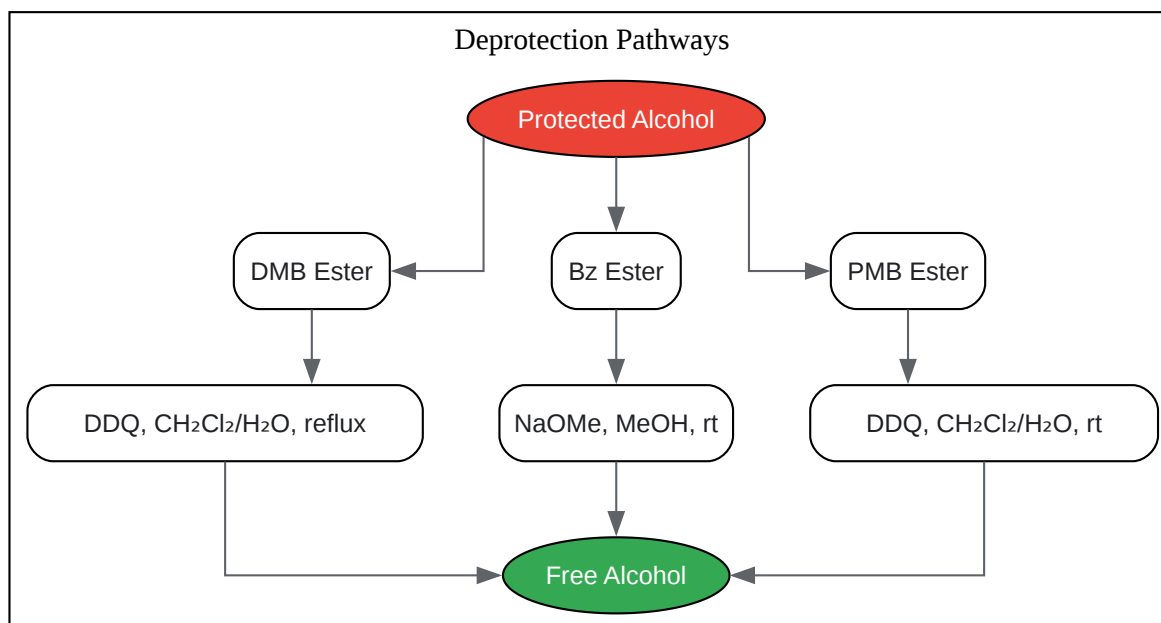 Deprotection Pathways
Protected Alcohol
DMB Ester
Bz Ester
PMB Ester
DDQ, CH₂Cl₂/H₂O, reflux
NaOMe, MeOH, rt
DDQ, CH₂Cl₂/H₂O, rt
Free Alcohol